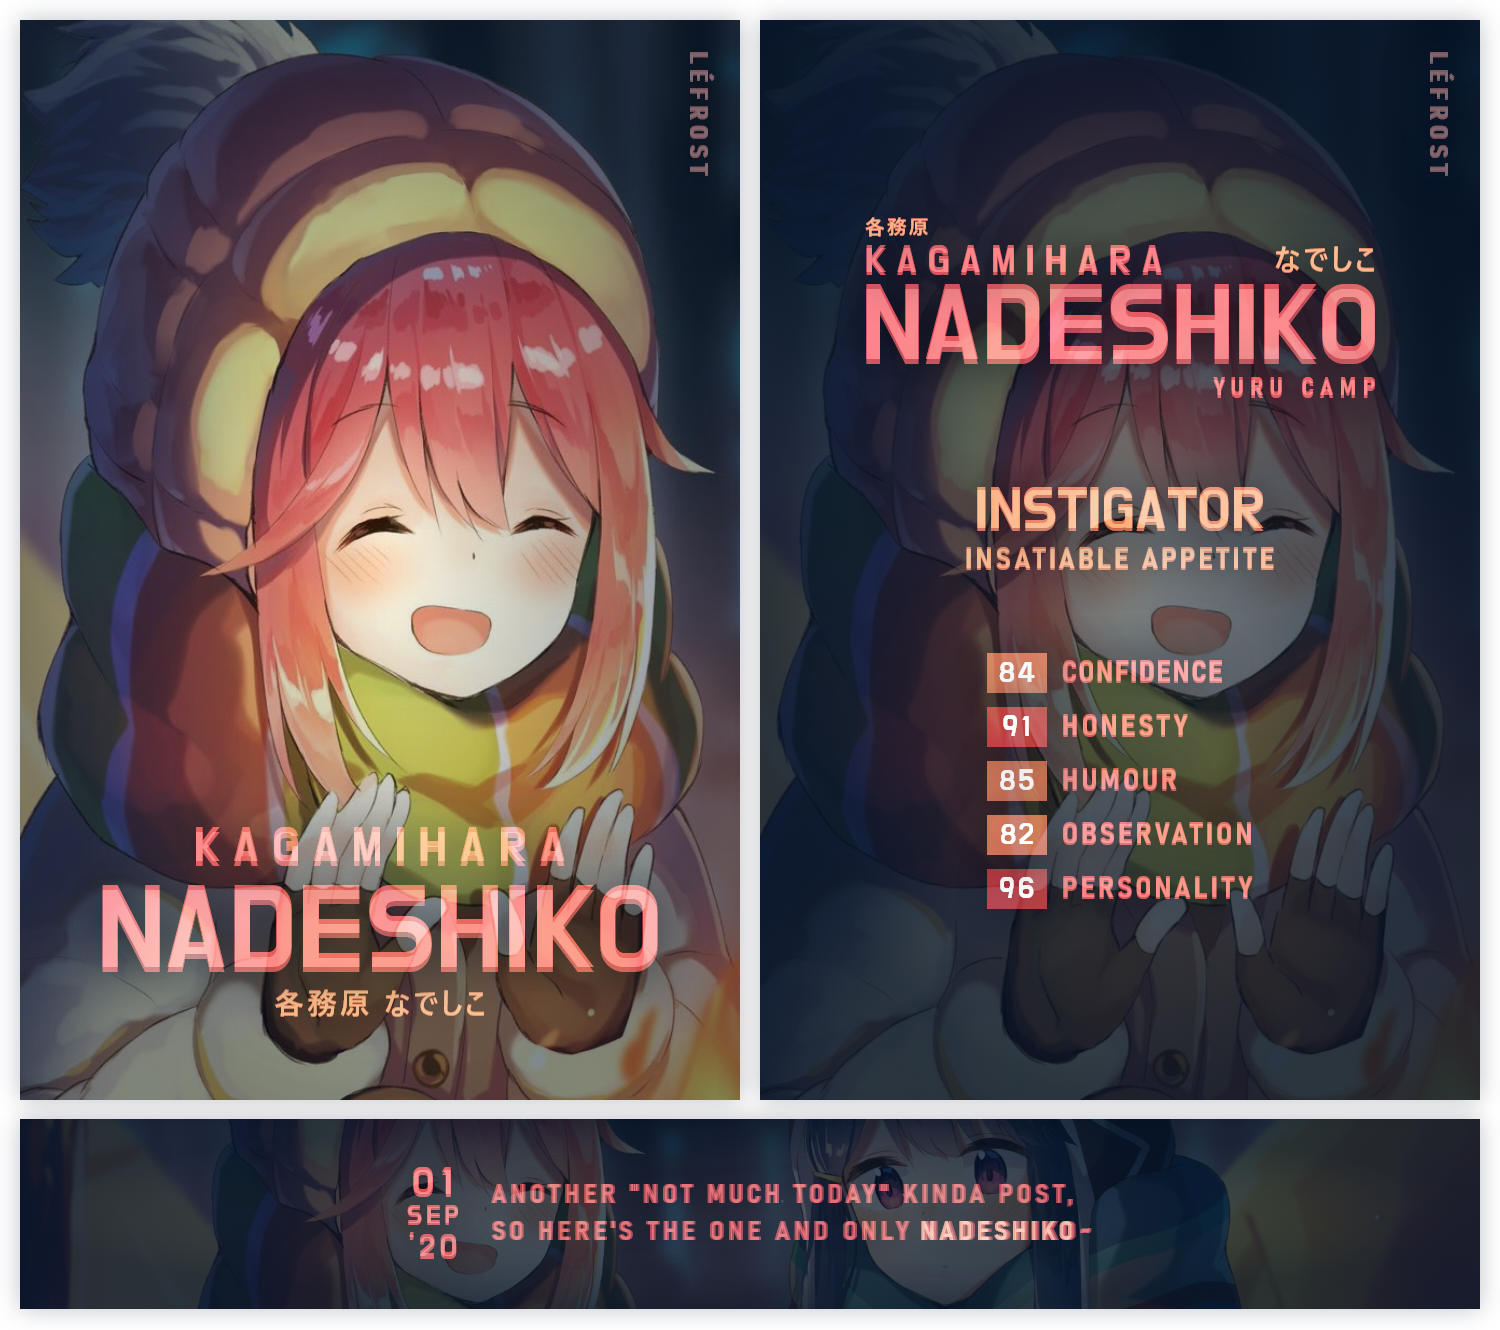 LÉFROST
KAGAMIHARA
NADESHIKO
各務原 なでしこ
LÉFROST
各務原
KAGAMIHARA なでしこ
NADESHIKO
YURU CAMP
INSTIGATOR
INSATIABLE APPETITE
84 CONFIDENCE
91 HONESTY
85 HUMOUR
82 OBSERVATION
96 PERSONALITY
01
SEP
'20
ANOTHER "NOT MUCH TODAY" KINDA POST,
SO HERE'S THE ONE AND ONLY NADESHIKO~